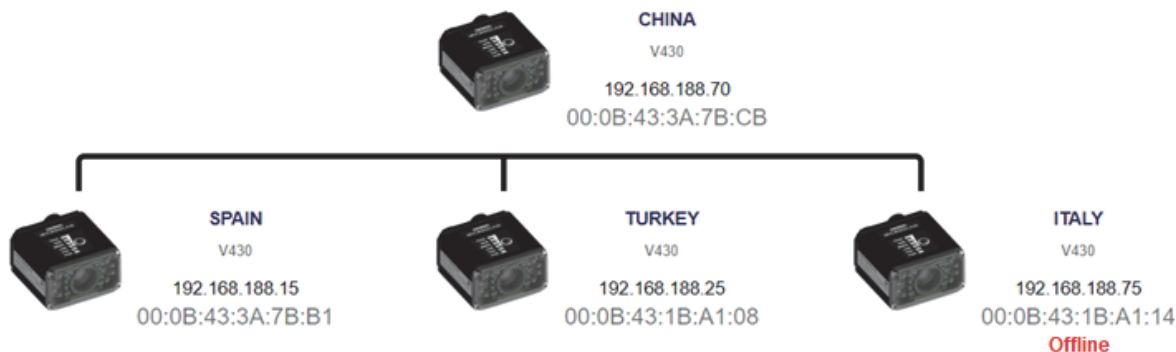 CHINA
V430
192.168.188.70
00:0B:43:3A:7B:CB
SPAIN
V430
192.168.188.15
00:0B:43:3A:7B:B1
TURKEY
V430
192.168.188.25
00:0B:43:1B:A1:08
ITALY
V430
192.168.188.75
00:0B:43:1B:A1:14
Offline